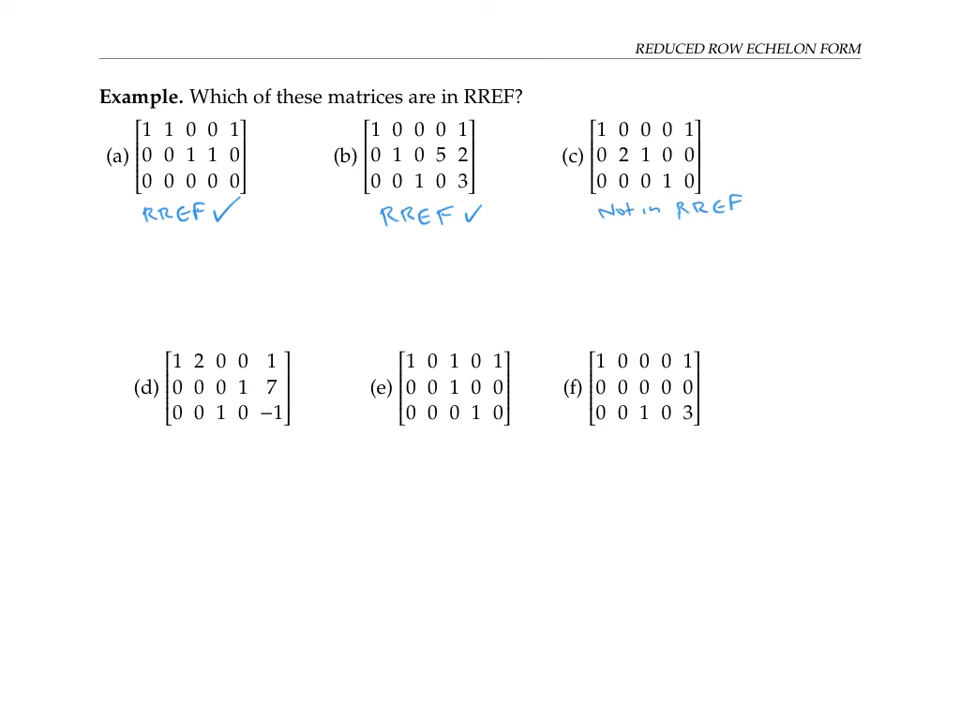 REDUCED ROW ECHELON FORM
Example. Which of these matrices are in RREF?
(a) [1 1 0 0 1
0 0 1 1 0
0 0 0 0 0]
RREF ✓
(b) [1 0 0 0 1
0 1 0 5 2
0 0 1 0 3]
RREF ✓
(c) [1 0 0 0 1
0 2 1 0 0
0 0 0 1 0]
Not in RREF
(d) [1 2 0 0 1
0 0 0 1 7
0 0 1 0 −1]
(e) [1 0 1 0 1
0 0 1 0 0
0 0 0 1 0]
(f) [1 0 0 0 1
0 0 0 0 0
0 0 1 0 3]